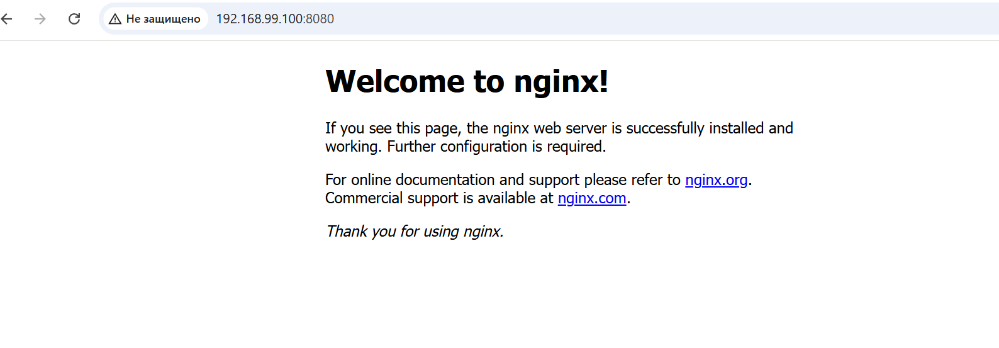 Не защищено 192.168.99.100:8080
Welcome to nginx!
If you see this page, the nginx web server is successfully installed and
working. Further configuration is required.
For online documentation and support please refer to nginx.org.
Commercial support is available at nginx.com.
Thank you for using nginx.